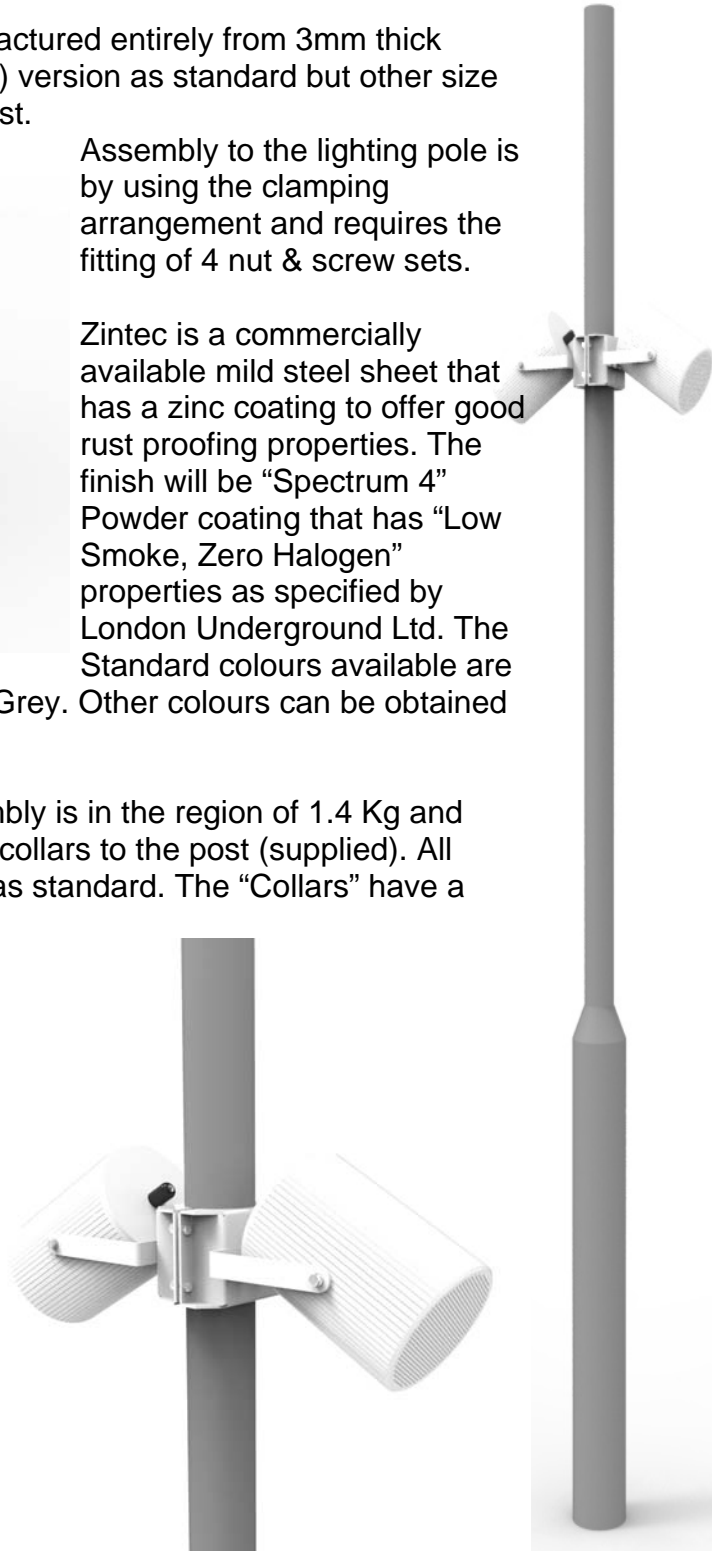 actured entirely from 3mm thick
) version as standard but other size
st.
Assembly to the lighting pole is
by using the clamping
arrangement and requires the
fitting of 4 nut & screw sets.
Zintec is a commercially
available mild steel sheet that
has a zinc coating to offer good
rust proofing properties. The
finish will be “Spectrum 4”
Powder coating that has “Low
Smoke, Zero Halogen”
properties as specified by
London Underground Ltd. The
Standard colours available are
Grey. Other colours can be obtained
mbly is in the region of 1.4 Kg and
collars to the post (supplied). All
as standard. The “Collars” have a